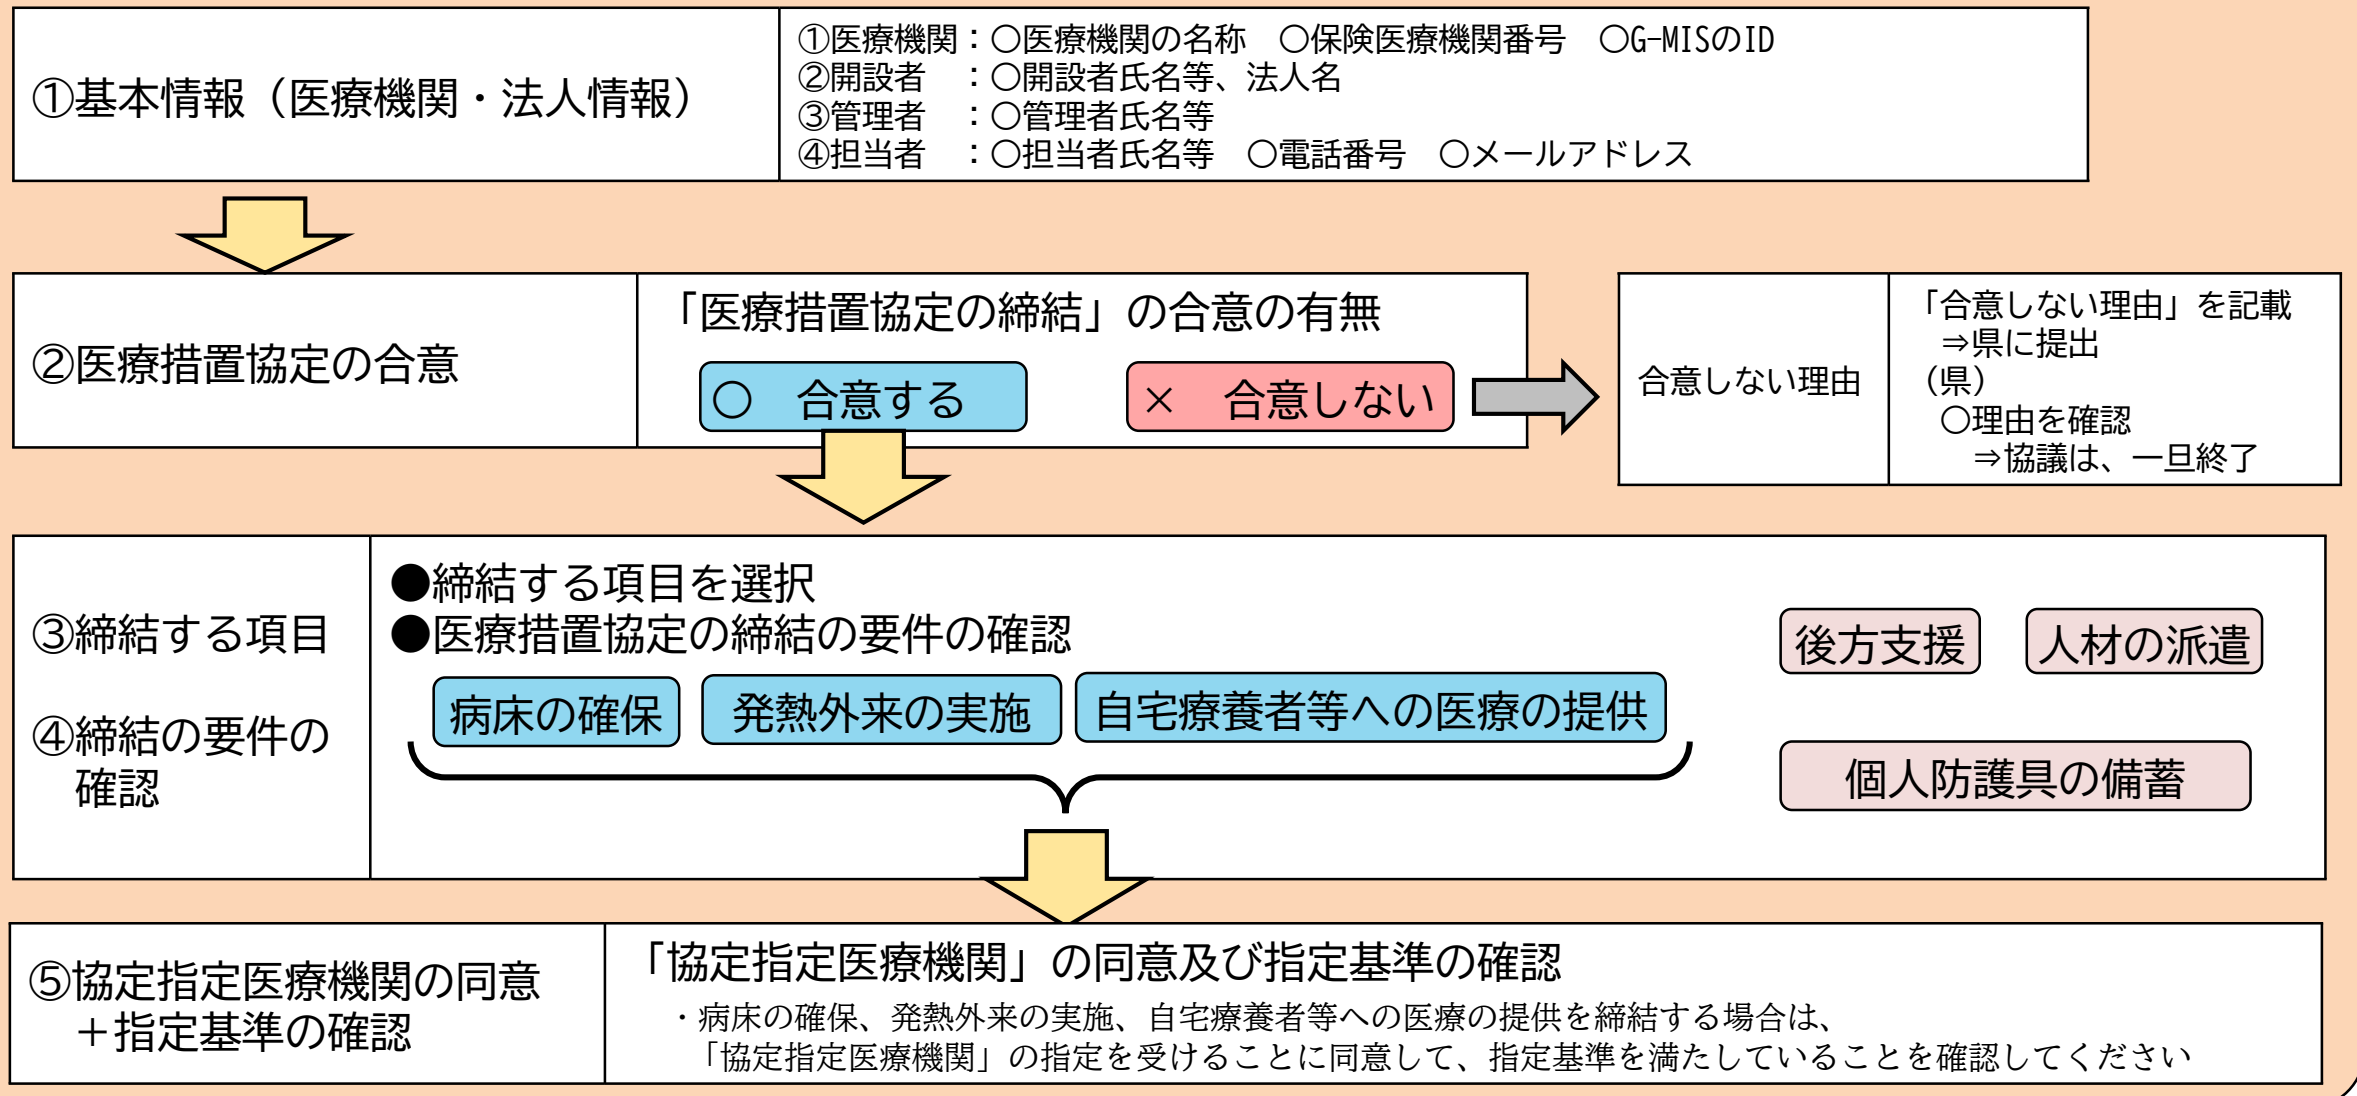 ①基本情報（医療機関・法人情報）
①医療機関：○医療機関の名称　○保険医療機関番号　○G-MISのID
②開設者　：○開設者氏名等、法人名
③管理者　：○管理者氏名等
④担当者　：○担当者氏名等　○電話番号　○メールアドレス
②医療措置協定の合意
「医療措置協定の締結」の合意の有無
○　合意する
×　合意しない
合意しない理由
「合意しない理由」を記載
⇒県に提出
（県）
○理由を確認
⇒協議は、一旦終了
③締結する項目
④締結の要件の
確認
●締結する項目を選択
●医療措置協定の締結の要件の確認
病床の確保
発熱外来の実施
自宅療養者等への医療の提供
後方支援
人材の派遣
個人防護具の備蓄
⑤協定指定医療機関の同意
＋指定基準の確認
「協定指定医療機関」の同意及び指定基準の確認
・病床の確保、発熱外来の実施、自宅療養者等への医療の提供を締結する場合は、
「協定指定医療機関」の指定を受けることに同意して、指定基準を満たしていることを確認してください